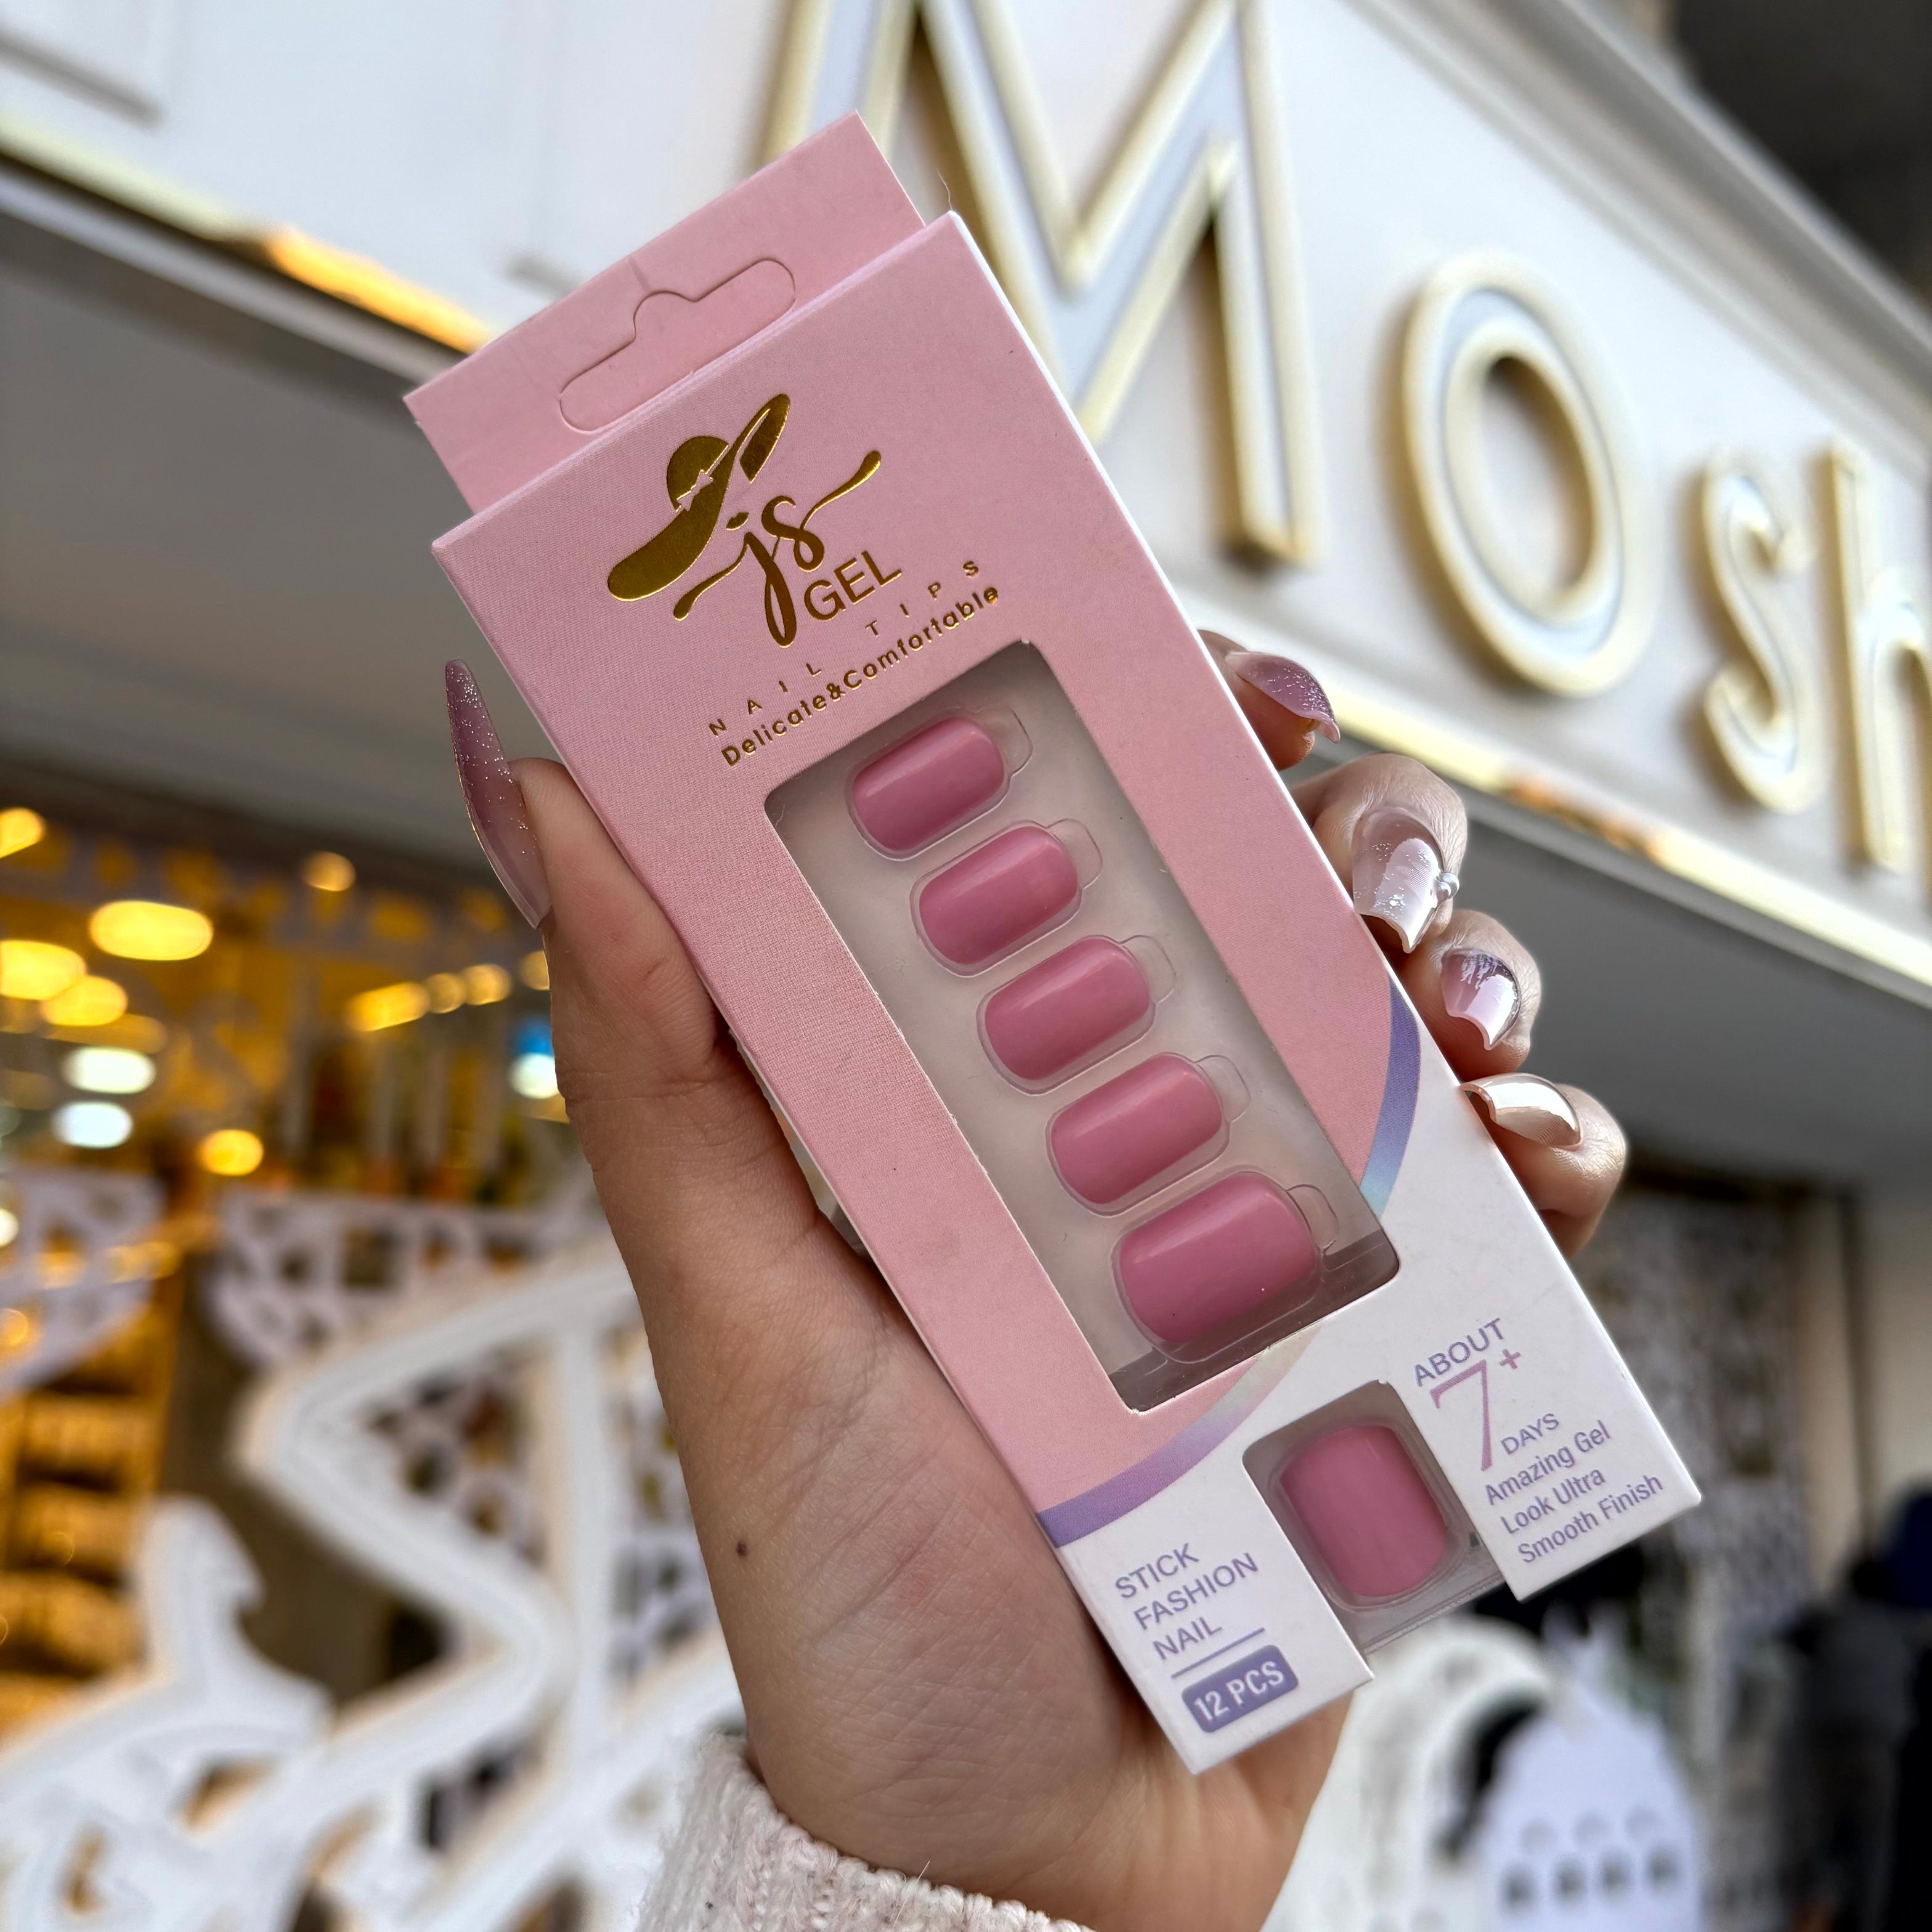 Mosh
js
GEL
NAIL TIPS
Delicate&Comfortable
ABOUT
7+
DAYS
Amazing Gel
Look Ultra
Smooth Finish
STICK
FASHION
NAIL
12 PCS